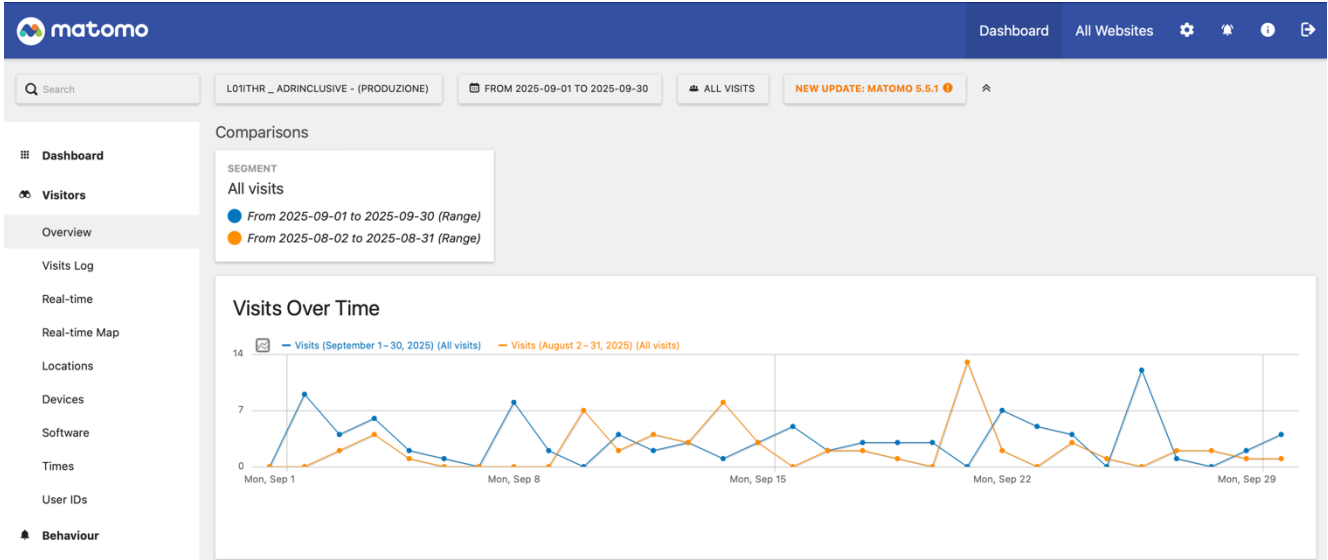 matomo
Dashboard
All Websites
Search
L01ITHR _ ADRINCLUSIVE - (PRODUZIONE)
FROM 2025-09-01 TO 2025-09-30
ALL VISITS
NEW UPDATE: MATOMO 5.5.1
Dashboard
Visitors
Overview
Visits Log
Real-time
Real-time Map
Locations
Devices
Software
Times
User IDs
Behaviour
Comparisons
SEGMENT
All visits
From 2025-09-01 to 2025-09-30 (Range)
From 2025-08-02 to 2025-08-31 (Range)
Visits Over Time
Visits (September 1–30, 2025) (All visits)
Visits (August 2–31, 2025) (All visits)
14
7
0
Mon, Sep 1
Mon, Sep 8
Mon, Sep 15
Mon, Sep 22
Mon, Sep 29